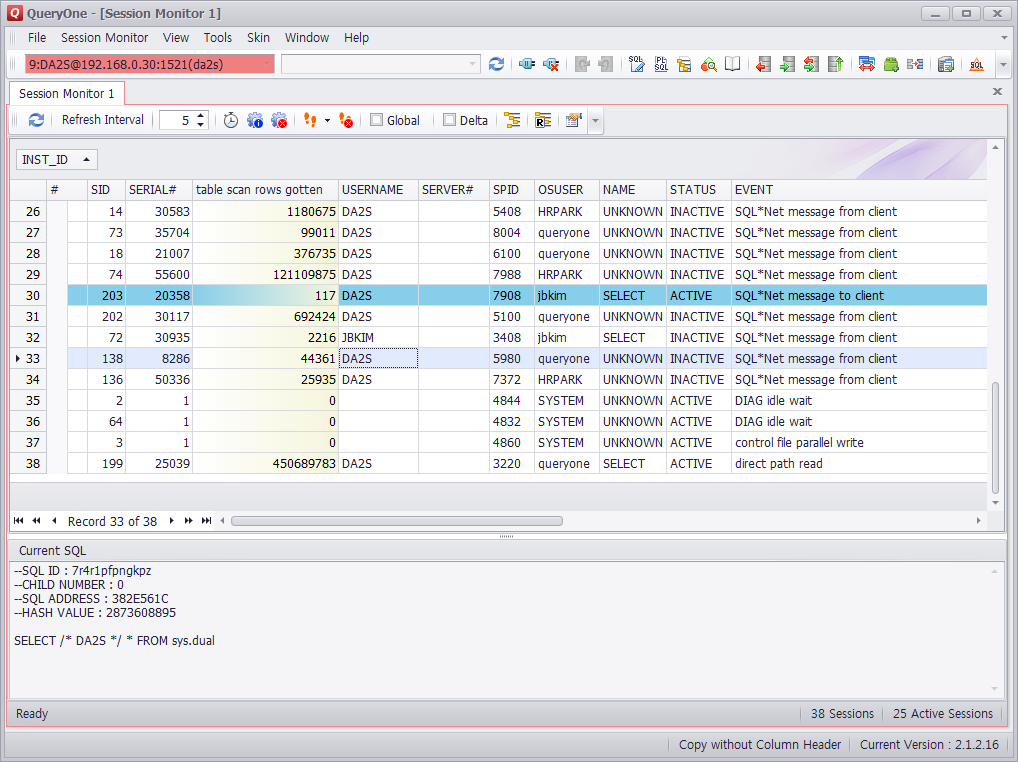 QueryOne - [Session Monitor 1]
File Session Monitor View Tools Skin Window Help
9:DA2S@192.168.0.30:1521(da2s)
SQL PL SQL SQL
Session Monitor 1
Refresh Interval 5 Global Delta R
INST_ID
# SID SERIAL# table scan rows gotten USERNAME SERVER# SPID OSUSER NAME STATUS EVENT
26 14 30583 1180675 DA2S 5408 HRPARK UNKNOWN INACTIVE SQL*Net message from client
27 73 35704 99011 DA2S 8004 queryone UNKNOWN INACTIVE SQL*Net message from client
28 18 21007 376735 DA2S 6100 queryone UNKNOWN INACTIVE SQL*Net message from client
29 74 55600 121109875 DA2S 7988 HRPARK UNKNOWN INACTIVE SQL*Net message from client
30 203 20358 117 DA2S 7908 jbkim SELECT ACTIVE SQL*Net message to client
31 202 30117 692424 DA2S 5100 queryone UNKNOWN INACTIVE SQL*Net message from client
32 72 30935 2216 JBKIM 3408 jbkim SELECT INACTIVE SQL*Net message from client
33 138 8286 44361 DA2S 5980 queryone UNKNOWN INACTIVE SQL*Net message from client
34 136 50336 25935 DA2S 7372 HRPARK UNKNOWN INACTIVE SQL*Net message from client
35 2 1 0 4844 SYSTEM UNKNOWN ACTIVE DIAG idle wait
36 64 1 0 4832 SYSTEM UNKNOWN ACTIVE DIAG idle wait
37 3 1 0 4860 SYSTEM UNKNOWN ACTIVE control file parallel write
38 199 25039 450689783 DA2S 3220 queryone SELECT ACTIVE direct path read
Record 33 of 38
Current SQL
--SQL ID : 7r4r1pfpngkpz
--CHILD NUMBER : 0
--SQL ADDRESS : 382E561C
--HASH VALUE : 2873608895
SELECT /* DA2S */ * FROM sys.dual
Ready 38 Sessions 25 Active Sessions
Copy without Column Header Current Version : 2.1.2.16